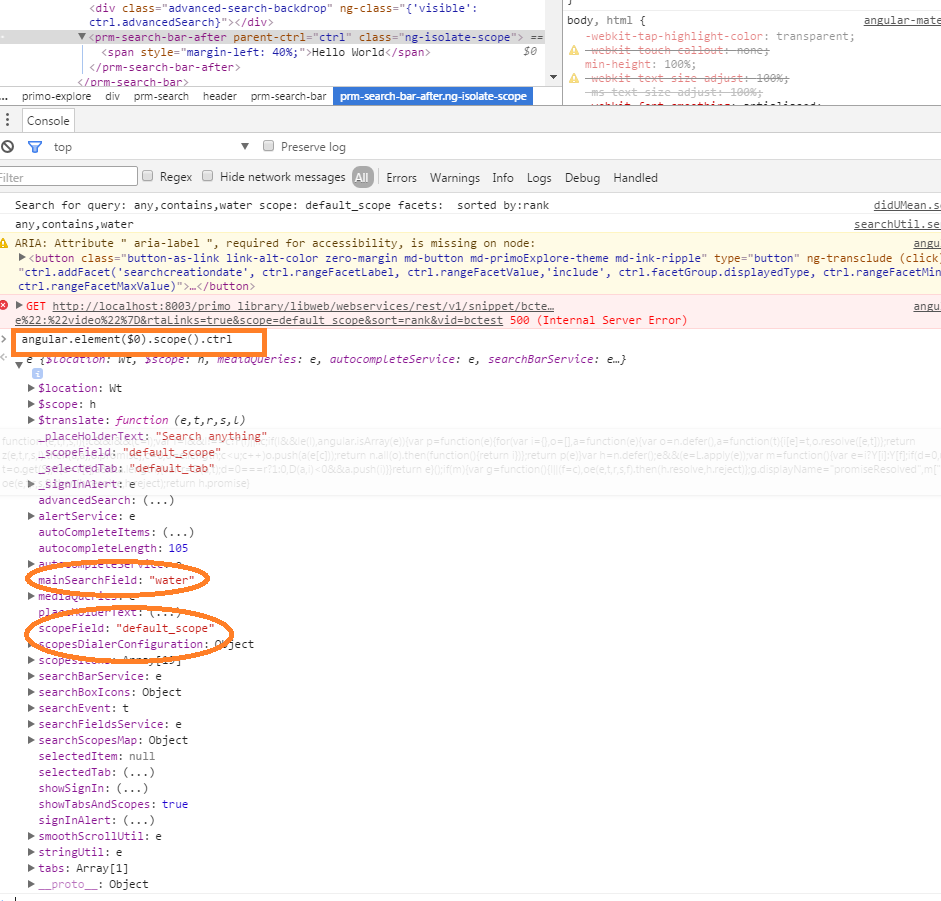 <div class="advanced-search-backdrop" ng-class="{'visible':
ctrl.advancedSearch}"></div>
▼<prm-search-bar-after parent-ctrl="ctrl" class="ng-isolate-scope"> ==
<span style="margin-left: 40%;">Hello World</span> $0
</prm-search-bar-after>
</prm-search-bar>
}
body, html { angular-mate
-webkit-tap-highlight-color: transparent;
-webkit-touch-callout: none;
min-height: 100%;
-webkit-text-size-adjust: 100%;
-ms-text-size-adjust: 100%;
-webkit-font-smoothing: antialiased;
... primo-explore div prm-search header prm-search-bar prm-search-bar-after.ng-isolate-scope
Console
top ▼ Preserve log
Filter Regex Hide network messages All Errors Warnings Info Logs Debug Handled
Search for query: any,contains,water scope: default_scope facets:  sorted by:rank didUMean.se
any,contains,water searchUtil.se
ARIA: Attribute " aria-label ", required for accessibility, is missing on node: angu
▶<button class="button-as-link link-alt-color zero-margin md-button md-primoExplore-theme md-ink-ripple" type="button" ng-transclude (click)
"ctrl.addFacet('searchcreationdate', ctrl.rangeFacetLabel, ctrl.rangeFacetValue,'include', ctrl.facetGroup.displayedType, ctrl.rangeFacetMin
ctrl.rangeFacetMaxValue)">…</button>
▶GET http://localhost:8003/primo_library/libweb/webservices/rest/v1/snippet/bcte… angu
e%22:%22video%22%7D&rtaLinks=true&scope=default_scope&sort=rank&vid=bctest 500 (Internal Server Error)
> angular.element($0).scope().ctrl
▼ e {$location: Wt, $scope: h, mediaQueries: e, autocompleteService: e, searchBarService: e…}
i
▶$location: Wt
▶$scope: h
▶$translate: function (e,t,r,s,l)
_placeHolderText: "Search anything"
_scopeField: "default_scope"
_selectedTab: "default_tab"
▶_signInAlert: e
advancedSearch: (...)
▶alertService: e
autoCompleteItems: (...)
autocompleteLength: 105
▶autocompleteService: e
mainSearchField: "water"
▶mediaQueries: e
placeHolderText: (...)
scopeField: "default_scope"
▶scopesDialerConfiguration: Object
▶scopesIcons: Array[19]
▶searchBarService: e
▶searchBoxIcons: Object
▶searchEvent: t
▶searchFieldsService: e
▶searchScopesMap: Object
selectedItem: null
selectedTab: (...)
showSignIn: (...)
showTabsAndScopes: true
signInAlert: (...)
▶smoothScrollUtil: e
▶stringUtil: e
▶tabs: Array[1]
▶__proto__: Object